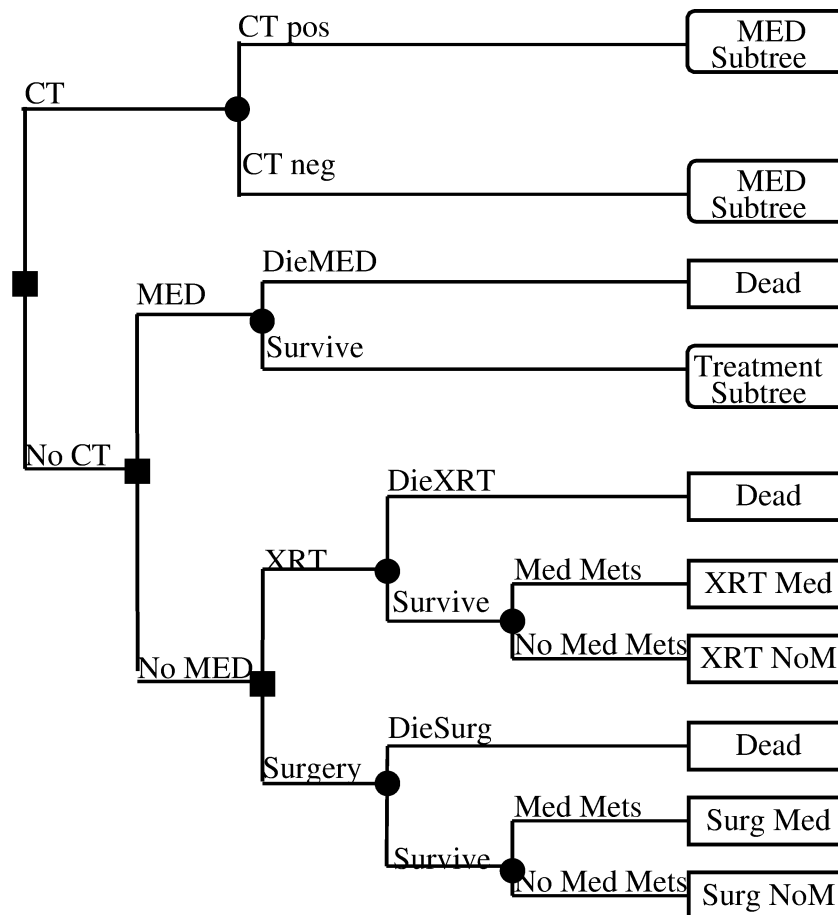 CT pos
MED
Subtree
CT
CT neg
MED
Subtree
DieMED
Dead
MED
Survive
Treatment
Subtree
No CT
DieXRT
Dead
XRT
Med Mets
XRT Med
Survive
No Med Mets
XRT NoM
No MED
DieSurg
Dead
Surgery
Med Mets
Surg Med
Survive
No Med Mets
Surg NoM